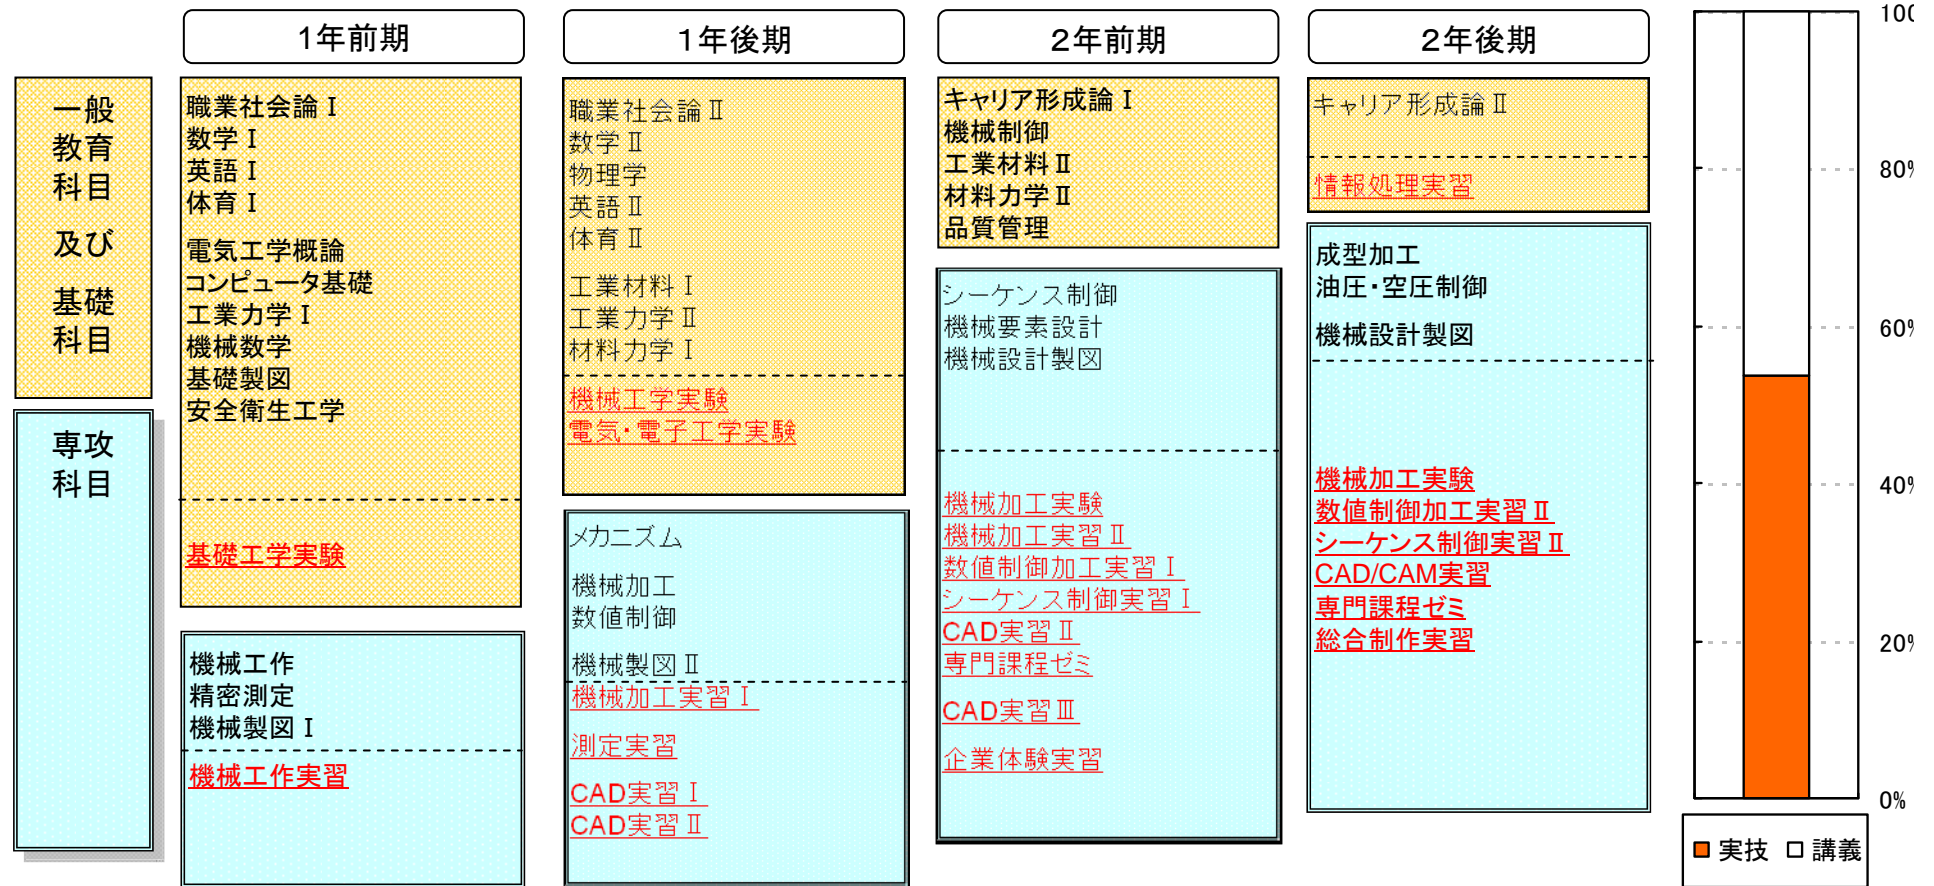 1年前期
1年後期
2年前期
2年後期
一般
教育
科目
及び
基礎
科目
専攻
科目
職業社会論Ⅰ
数学Ⅰ
英語Ⅰ
体育Ⅰ
電気工学概論
コンピュータ基礎
工業力学Ⅰ
機械数学
基礎製図
安全衛生工学
基礎工学実験
機械工作
精密測定
機械製図Ⅰ
機械工作実習
職業社会論Ⅱ
数学Ⅱ
物理学
英語Ⅱ
体育Ⅱ
工業材料Ⅰ
工業力学Ⅱ
材料力学Ⅰ
機械工学実験
電気・電子工学実験
メカニズム
機械加工
数値制御
機械製図Ⅱ
機械加工実習Ⅰ
測定実習
CAD実習Ⅰ
CAD実習Ⅱ
キャリア形成論Ⅰ
機械制御
工業材料Ⅱ
材料力学Ⅱ
品質管理
シーケンス制御
機械要素設計
機械設計製図
機械加工実験
機械加工実習Ⅱ
数値制御加工実習Ⅰ
シーケンス制御実習Ⅰ
CAD実習Ⅱ
専門課程ゼミ
CAD実習Ⅲ
企業体験実習
キャリア形成論Ⅱ
情報処理実習
成型加工
油圧・空圧制御
機械設計製図
機械加工実験
数値制御加工実習Ⅱ
シーケンス制御実習Ⅱ
CAD/CAM実習
専門課程ゼミ
総合制作実習
100
80%
60%
40%
20%
0%
実技 講義